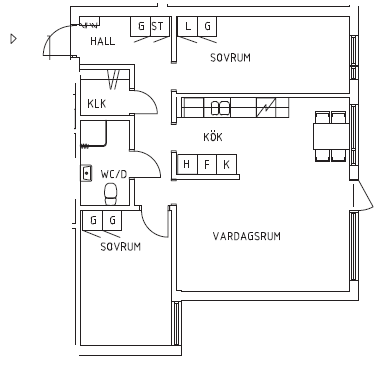 G ST L G
HALL
SOVRUM
KLK
KÖK
H F K
WC/D
G G
SOVRUM
VARDAGSRUM